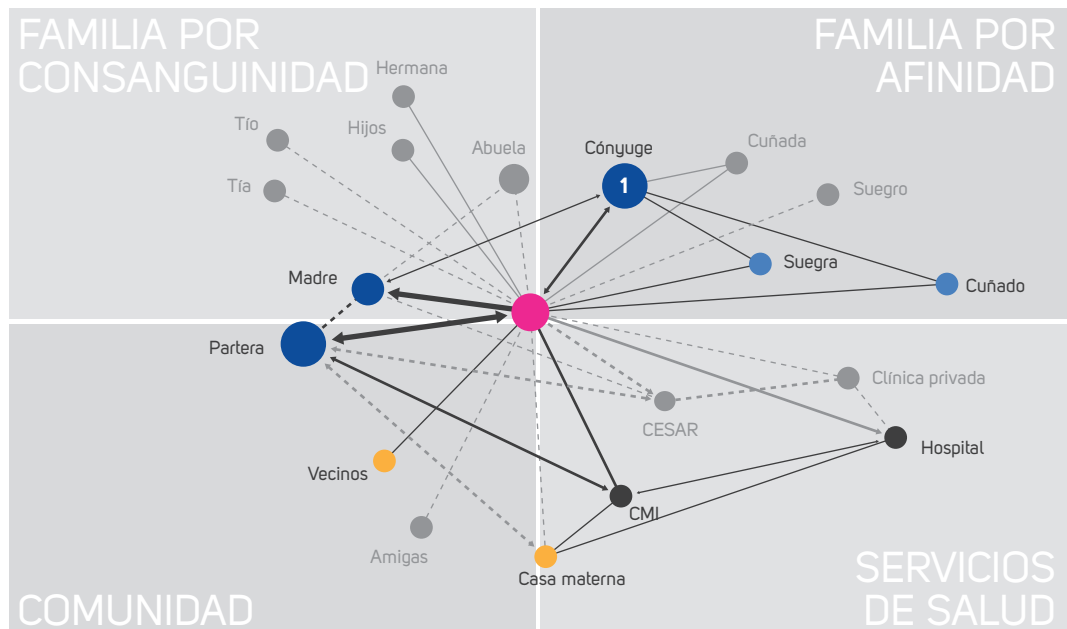 FAMILIA POR
CONSANGUINIDAD
FAMILIA POR
AFINIDAD
Hermana
Tío
Hijos
Abuela
Cónyuge
1
Cuñada
Tía
Suegro
Madre
Suegra
Cuñado
Partera
Clínica privada
CESAR
Hospital
Vecinos
CMI
Amigas
Casa materna
COMUNIDAD
SERVICIOS
DE SALUD